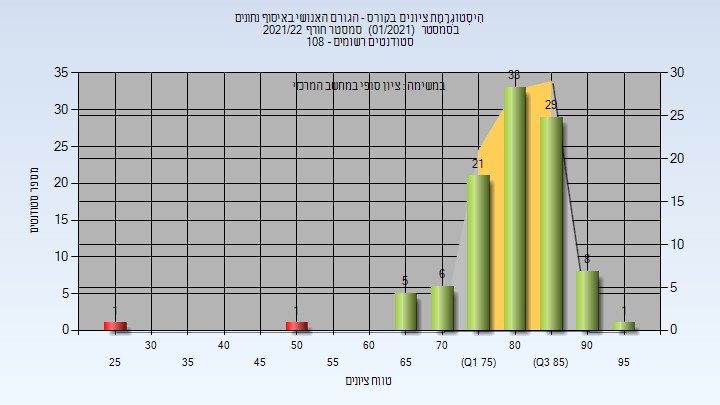 היסטוגרמת ציונים בקורס - הגורם האנושי באיסוף נתונים
בסמסטר (01/2021) סמסטר חורף 2021/22
סטודנטים רשומים - 108
במשימה : ציון סופי במחשב המרכזי
מספר סטודנטים
35 30 25 20 15 10 5 0
30 25 20 15 10 5 0
1 1 5 6 21 33 29 8 1
30 40 50 60 70 80 90
25 35 45 55 65 (Q1 75) (Q3 85) 95
טווח ציונים